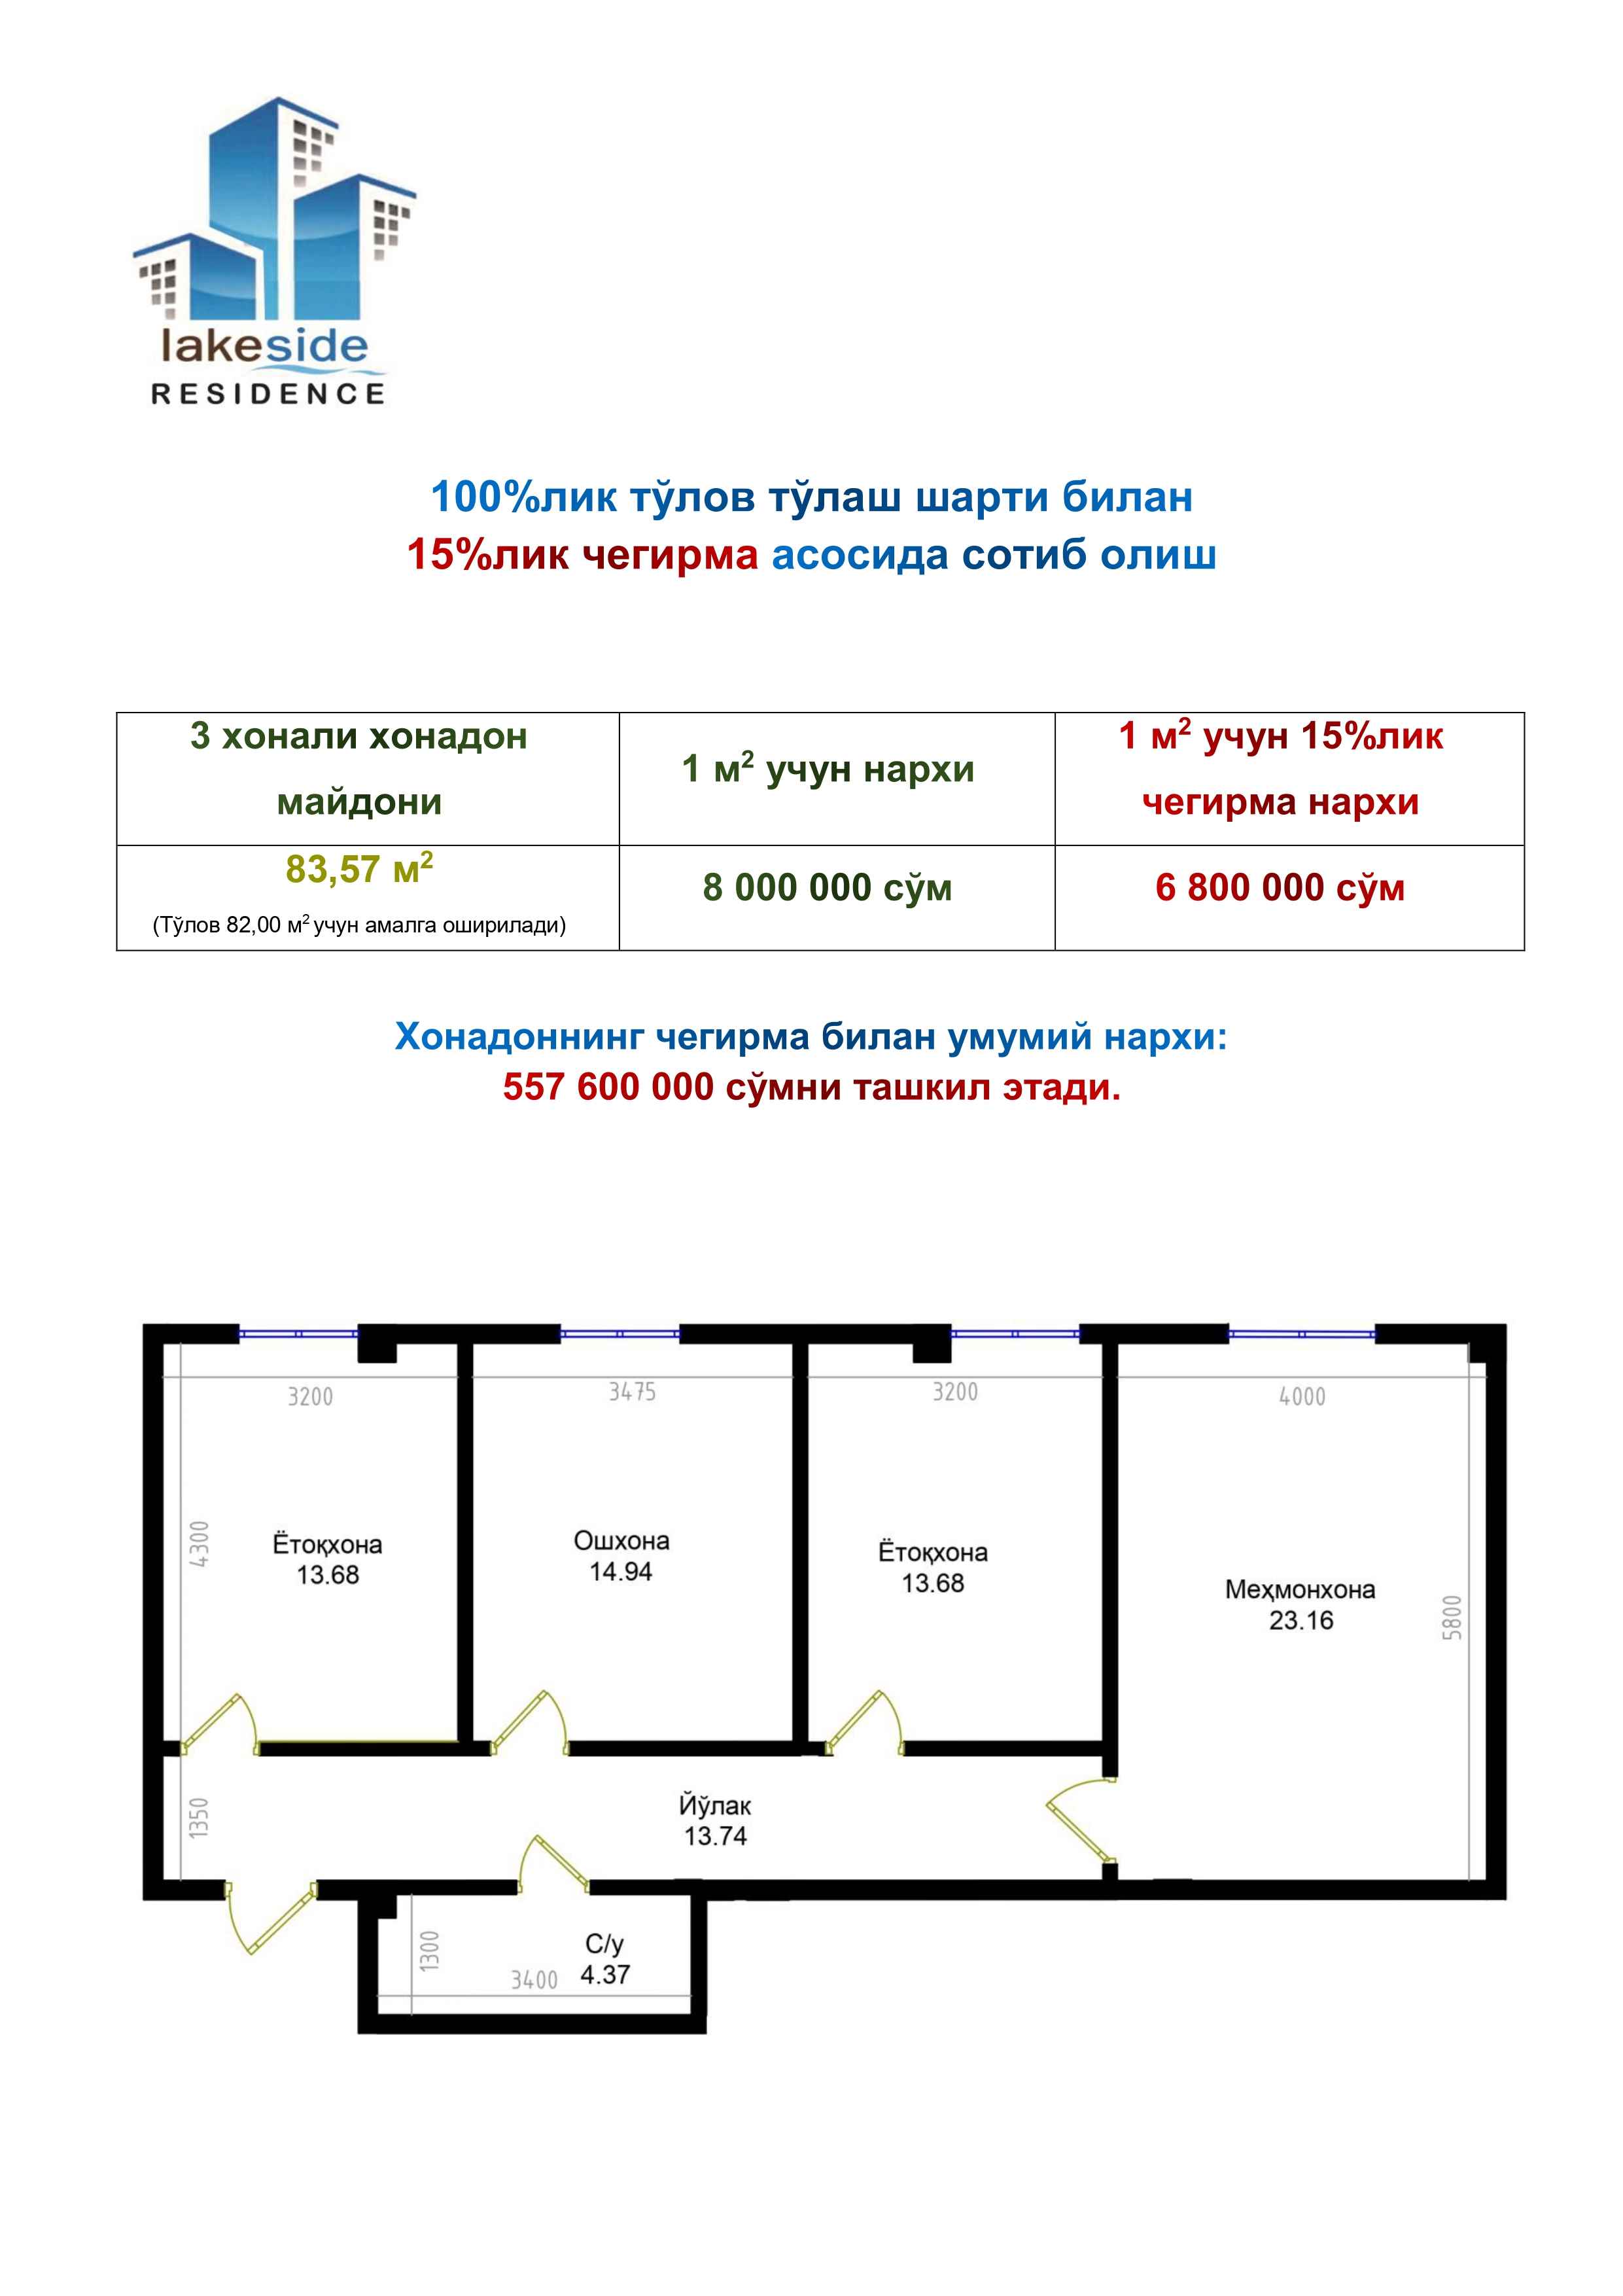 lakeside
RESIDENCE
100%лик тўлов тўлаш шарти билан
15%лик чегирма асосида сотиб олиш
3 хонали хонадон
майдони
1 м² учун нархи
1 м² учун 15%лик
чегирма нархи
83,57 м²
(Тўлов 82,00 м² учун амалга оширилади)
8 000 000 сўм
6 800 000 сўм
Хонадоннинг чегирма билан умумий нархи:
557 600 000 сўмни ташкил этади.
3200
3475
3200
4000
4300
Ётоқхона
13.68
Ошхона
14.94
Ётоқхона
13.68
Меҳмонхона
23.16
5800
1350
Йўлак
13.74
1300
С/у
3400
4.37